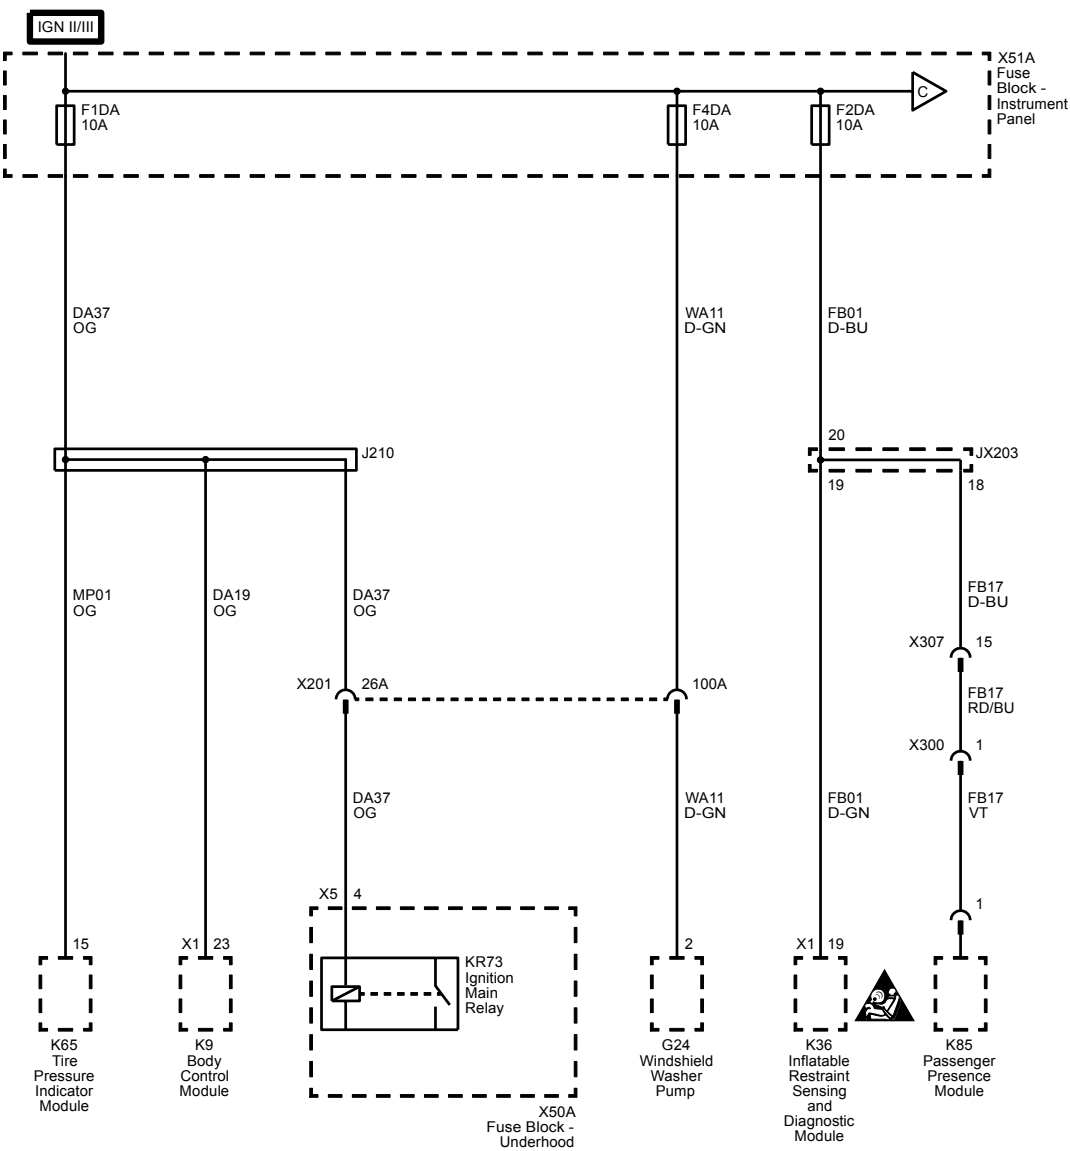 IGN II/III
X51A
Fuse
Block -
Instrument
Panel
C
F1DA
10A
F4DA
10A
F2DA
10A
DA37
OG
WA11
D-GN
FB01
D-BU
20
J210
JX203
19
18
MP01
OG
DA19
OG
DA37
OG
FB17
D-BU
X307
15
X201
26A
100A
FB17
RD/BU
X300
1
DA37
OG
WA11
D-GN
FB01
D-GN
FB17
VT
X5
4
1
15
X1
23
2
X1
19
KR73
Ignition
Main
Relay
K65
Tire
Pressure
Indicator
Module
K9
Body
Control
Module
X50A
Fuse Block -
Underhood
G24
Windshield
Washer
Pump
K36
Inflatable
Restraint
Sensing
and
Diagnostic
Module
K85
Passenger
Presence
Module